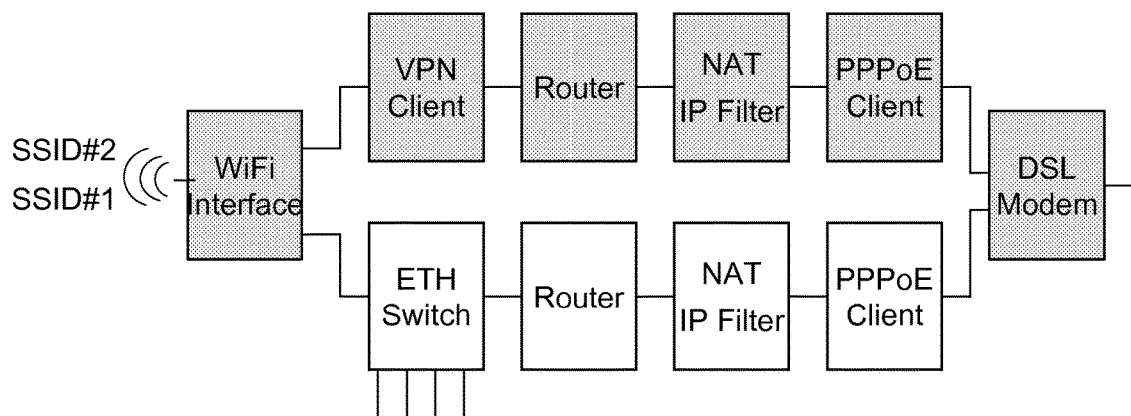 SSID#2
SSID#1
WiFi
Interface
VPN
Client
Router
NAT
IP Filter
PPPoE
Client
ETH
Switch
Router
NAT
IP Filter
PPPoE
Client
DSL
Modem